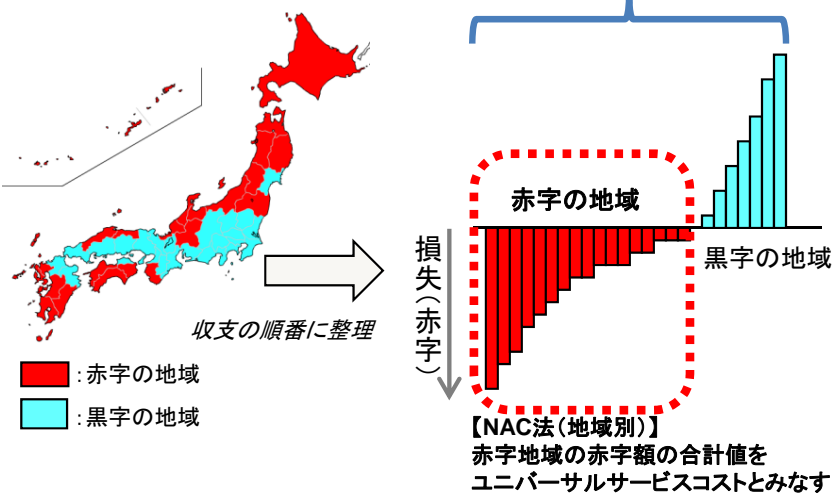 収支の順番に整理
：赤字の地域
：黒字の地域
赤字の地域
黒字の地域
損失(赤字)
【NAC法(地域別)】
赤字地域の赤字額の合計値を
ユニバーサルサービスコストとみなす